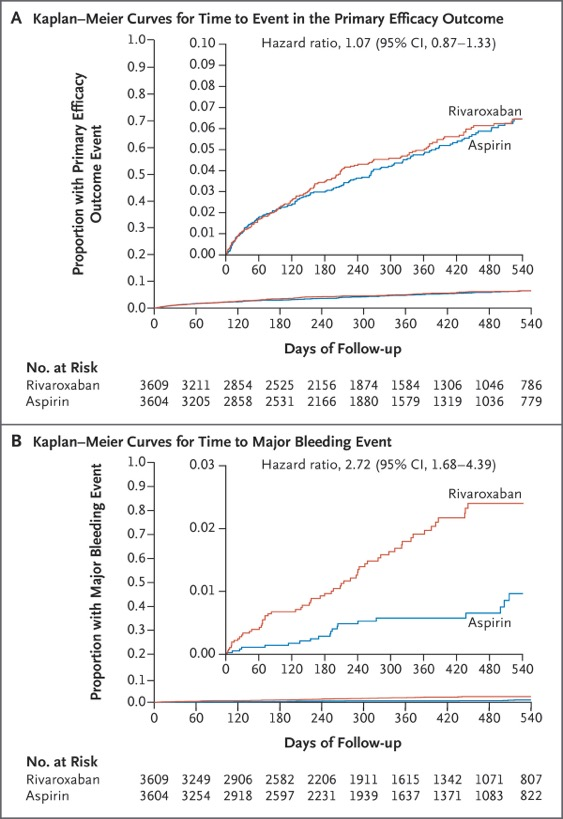 A Kaplan–Meier Curves for Time to Event in the Primary Efficacy Outcome
Proportion with Primary Efficacy
Outcome Event
1.0
0.9
0.8
0.7
0.6
0.5
0.4
0.3
0.2
0.1
0.0
0.10
0.09
0.08
0.07
0.06
0.05
0.04
0.03
0.02
0.01
0.00
Hazard ratio, 1.07 (95% CI, 0.87–1.33)
Rivaroxaban
Aspirin
0 60 120 180 240 300 360 420 480 540
0 60 120 180 240 300 360 420 480 540
Days of Follow-up
No. at Risk
Rivaroxaban 3609 3211 2854 2525 2156 1874 1584 1306 1046 786
Aspirin 3604 3205 2858 2531 2166 1880 1579 1319 1036 779
B Kaplan–Meier Curves for Time to Major Bleeding Event
Proportion with Major Bleeding Event
1.0
0.9
0.8
0.7
0.6
0.5
0.4
0.3
0.2
0.1
0.0
0.03
0.02
0.01
0.00
Hazard ratio, 2.72 (95% CI, 1.68–4.39)
Rivaroxaban
Aspirin
0 60 120 180 240 300 360 420 480 540
0 60 120 180 240 300 360 420 480 540
Days of Follow-up
No. at Risk
Rivaroxaban 3609 3249 2906 2582 2206 1911 1615 1342 1071 807
Aspirin 3604 3254 2918 2597 2231 1939 1637 1371 1083 822